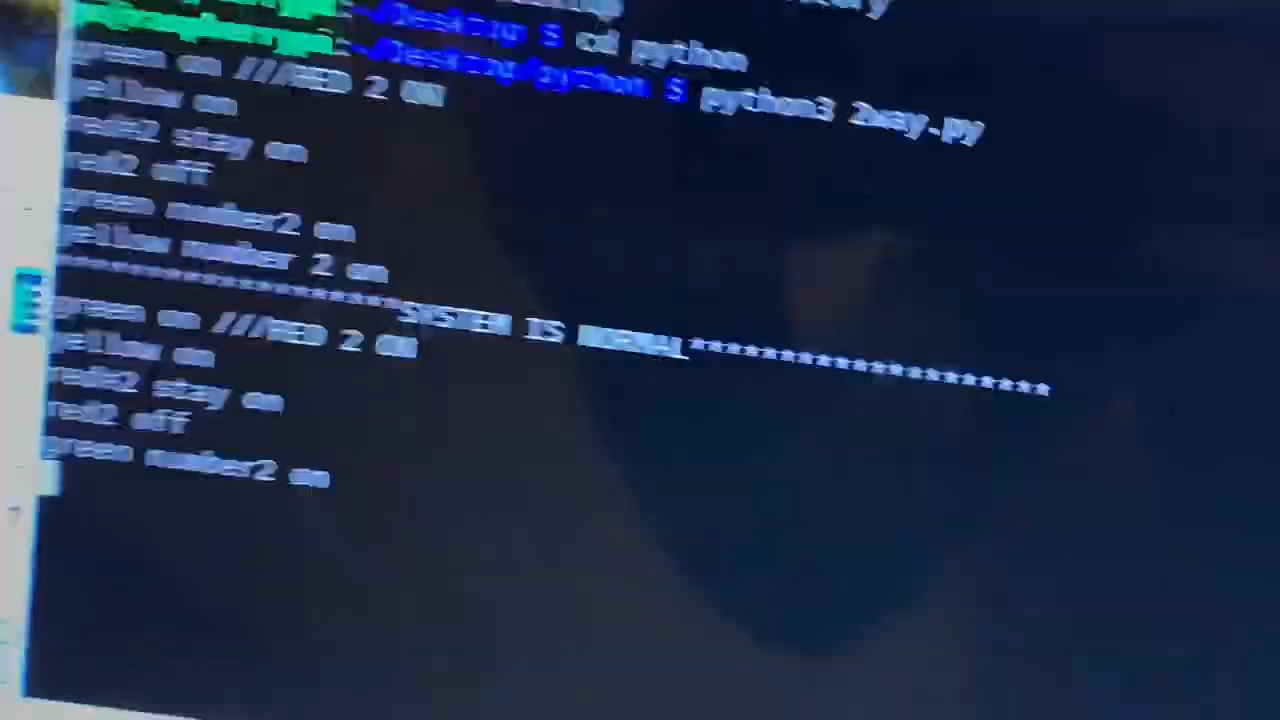 ~/Desktop $ cd python
~/Desktop/python $ python3 2way.py
green on ///RED 2 ON
yellow on
red2 stay on
red2 off
green number2 on
yellow number 2 on
***********************SYSTEM IS NORMAL*************************
green on ///RED 2 ON
yellow on
red2 stay on
red2 off
green number2 on